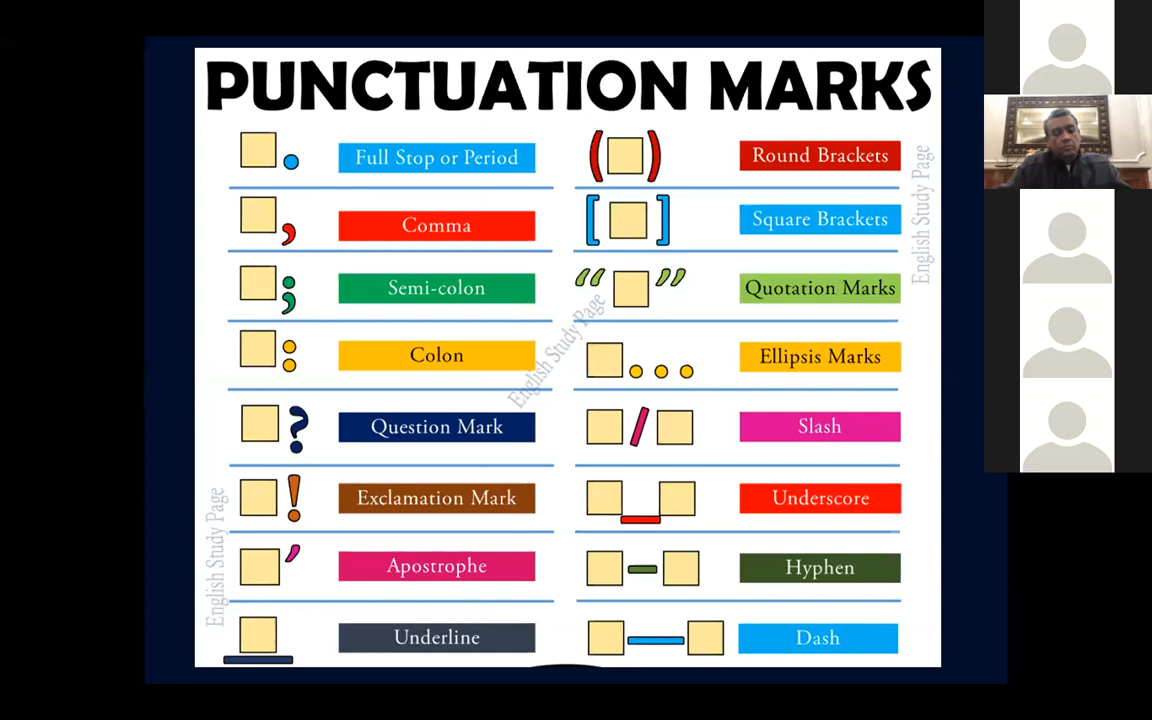 PUNCTUATION MARKS
Full Stop or Period
Comma
Semi-colon
Colon
Question Mark
Exclamation Mark
Apostrophe
Underline
Round Brackets
Square Brackets
Quotation Marks
Ellipsis Marks
Slash
Underscore
Hyphen
Dash
English Study Page
English Study Page
English Study Page